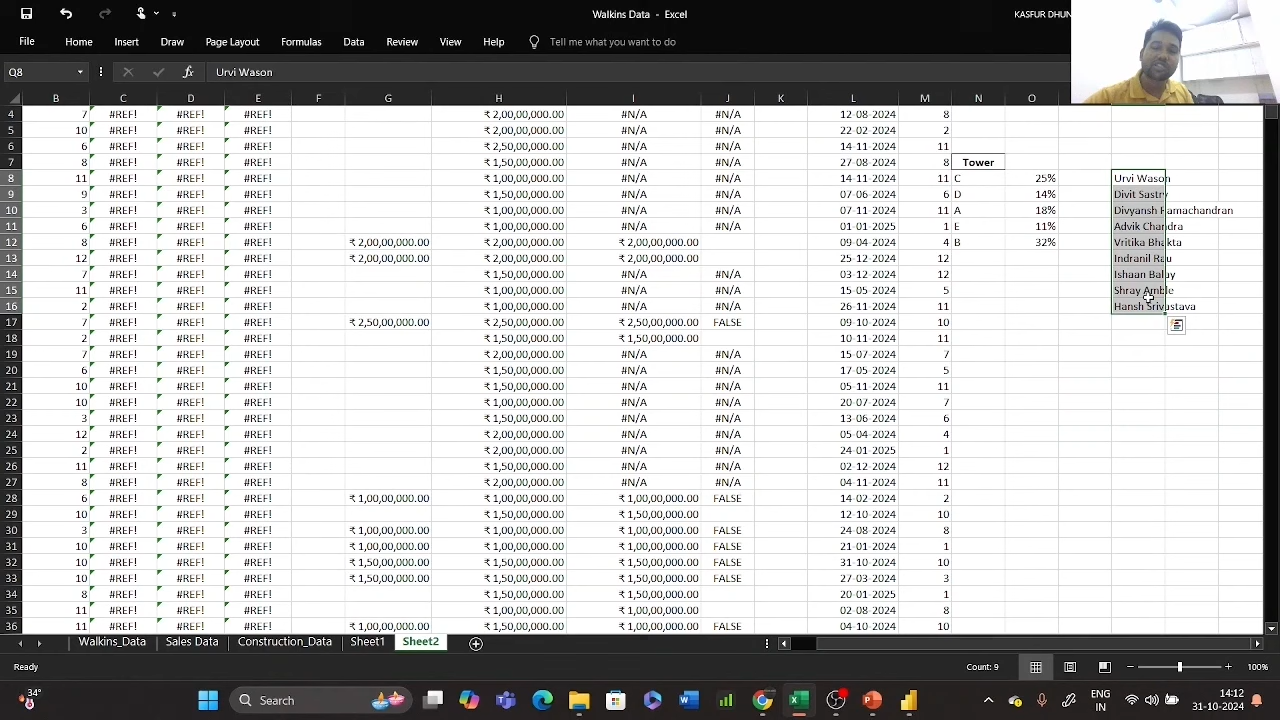 Walkins Data - Excel
KASFUR DHUN
File Home Insert Draw Page Layout Formulas Data Review View Help Tell me what you want to do
Q8 fx Urvi Wason
B C D E F G H I J K L M N O
4 7 #REF! #REF! #REF! ₹ 2,00,00,000.00 #N/A #N/A 12-08-2024 8
5 10 #REF! #REF! #REF! ₹ 2,00,00,000.00 #N/A #N/A 22-02-2024 2
6 6 #REF! #REF! #REF! ₹ 2,50,00,000.00 #N/A #N/A 14-11-2024 11
7 8 #REF! #REF! #REF! ₹ 1,50,00,000.00 #N/A #N/A 27-08-2024 8 Tower
8 11 #REF! #REF! #REF! ₹ 1,00,00,000.00 #N/A #N/A 14-11-2024 11 C 25% Urvi Wason
9 9 #REF! #REF! #REF! ₹ 1,50,00,000.00 #N/A #N/A 07-06-2024 6 D 14% Divit Sastry
10 3 #REF! #REF! #REF! ₹ 1,00,00,000.00 #N/A #N/A 07-11-2024 11 A 18% Divyansh Ramachandran
11 6 #REF! #REF! #REF! ₹ 1,00,00,000.00 #N/A #N/A 01-01-2025 1 E 11% Advik Chandra
12 8 #REF! #REF! #REF! ₹ 2,00,00,000.00 ₹ 2,00,00,000.00 ₹ 2,00,00,000.00 09-04-2024 4 B 32% Vritika Bhakta
13 12 #REF! #REF! #REF! ₹ 2,00,00,000.00 ₹ 2,00,00,000.00 ₹ 2,00,00,000.00 25-12-2024 12 Indranil Rau
14 7 #REF! #REF! #REF! ₹ 1,50,00,000.00 #N/A #N/A 03-12-2024 12 Ishaan Balay
15 11 #REF! #REF! #REF! ₹ 1,00,00,000.00 #N/A #N/A 15-05-2024 5 Shray Amble
16 2 #REF! #REF! #REF! ₹ 1,00,00,000.00 #N/A #N/A 26-11-2024 11 Hansh Srivastava
17 7 #REF! #REF! #REF! ₹ 2,50,00,000.00 ₹ 2,50,00,000.00 ₹ 2,50,00,000.00 FALSE 09-10-2024 10
18 2 #REF! #REF! #REF! ₹ 1,50,00,000.00 ₹ 1,50,00,000.00 10-11-2024 11
19 7 #REF! #REF! #REF! ₹ 2,00,00,000.00 #N/A #N/A 15-07-2024 7
20 6 #REF! #REF! #REF! ₹ 1,50,00,000.00 #N/A #N/A 17-05-2024 5
21 10 #REF! #REF! #REF! ₹ 1,50,00,000.00 #N/A #N/A 05-11-2024 11
22 10 #REF! #REF! #REF! ₹ 1,00,00,000.00 #N/A #N/A 20-07-2024 7
23 3 #REF! #REF! #REF! ₹ 1,50,00,000.00 #N/A #N/A 13-06-2024 6
24 12 #REF! #REF! #REF! ₹ 2,00,00,000.00 #N/A #N/A 05-04-2024 4
25 2 #REF! #REF! #REF! ₹ 2,00,00,000.00 #N/A #N/A 24-01-2025 1
26 11 #REF! #REF! #REF! ₹ 1,50,00,000.00 #N/A #N/A 02-12-2024 12
27 8 #REF! #REF! #REF! ₹ 2,00,00,000.00 #N/A #N/A 04-11-2024 11
28 6 #REF! #REF! #REF! ₹ 1,00,00,000.00 ₹ 1,00,00,000.00 ₹ 1,00,00,000.00 FALSE 14-02-2024 2
29 10 #REF! #REF! #REF! ₹ 1,50,00,000.00 ₹ 1,50,00,000.00 12-10-2024 10
30 3 #REF! #REF! #REF! ₹ 1,00,00,000.00 ₹ 1,00,00,000.00 ₹ 1,00,00,000.00 FALSE 24-08-2024 8
31 10 #REF! #REF! #REF! ₹ 1,00,00,000.00 ₹ 1,00,00,000.00 ₹ 1,00,00,000.00 FALSE 21-01-2025 1
32 10 #REF! #REF! #REF! ₹ 1,50,00,000.00 ₹ 1,50,00,000.00 ₹ 1,50,00,000.00 FALSE 31-10-2024 10
33 10 #REF! #REF! #REF! ₹ 1,50,00,000.00 ₹ 1,50,00,000.00 ₹ 1,50,00,000.00 FALSE 27-03-2024 3
34 8 #REF! #REF! #REF! ₹ 1,50,00,000.00 ₹ 1,50,00,000.00 20-01-2025 1
35 11 #REF! #REF! #REF! ₹ 1,00,00,000.00 ₹ 1,00,00,000.00 02-08-2024 8
36 11 #REF! #REF! #REF! ₹ 1,00,00,000.00 ₹ 1,50,00,000.00 ₹ 1,00,00,000.00 FALSE 04-10-2024 10
Walkins_Data Sales Data Construction_Data Sheet1 Sheet2
Ready Count: 9 100%
34° Search ENG IN 14:12 31-10-2024